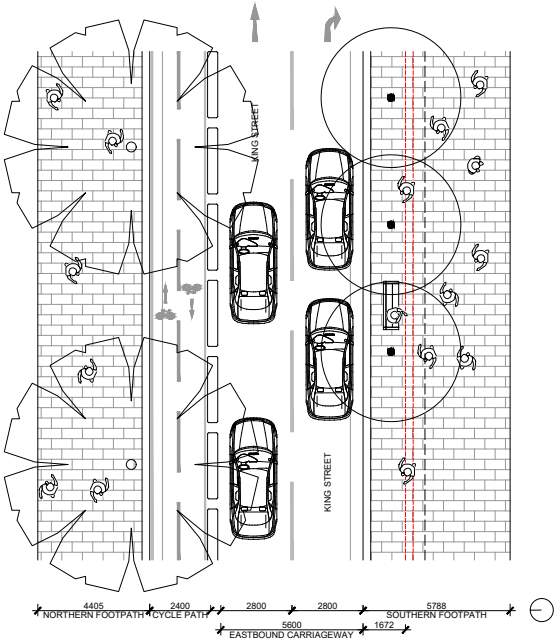 KING STREET
KING STREET
4405 2400 2800 2800 5788
NORTHERN FOOTPATH CYCLE PATH SOUTHERN FOOTPATH
5600 1672
EASTBOUND CARRIAGEWAY